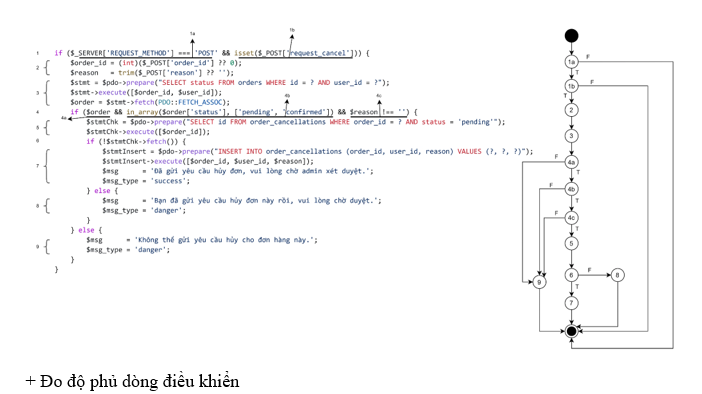 1a
1b
1 if ($_SERVER['REQUEST_METHOD'] === 'POST' && isset($_POST['request_cancel'])) {
2 $order_id = (int)($_POST['order_id'] ?? 0);
$reason = trim($_POST['reason'] ?? '');
3 $stmt = $pdo->prepare("SELECT status FROM orders WHERE id = ? AND user_id = ?");
$stmt->execute([$order_id, $user_id]);
$order = $stmt->fetch(PDO::FETCH_ASSOC);
4b
4c
4 if ($order && in_array($order['status'], ['pending', 'confirmed']) && $reason !== '') {
4a
5 $stmtChk = $pdo->prepare("SELECT id FROM order_cancellations WHERE order_id = ? AND status = 'pending'");
$stmtChk->execute([$order_id]);
6 if (!$stmtChk->fetch()) {
7 $stmtInsert = $pdo->prepare("INSERT INTO order_cancellations (order_id, user_id, reason) VALUES (?, ?, ?)");
$stmtInsert->execute([$order_id, $user_id, $reason]);
$msg = 'Đã gửi yêu cầu hủy đơn, vui lòng chờ admin xét duyệt.';
$msg_type = 'success';
} else {
8 $msg = 'Bạn đã gửi yêu cầu hủy đơn này rồi, vui lòng chờ duyệt.';
$msg_type = 'danger';
}
} else {
9 $msg = 'Không thể gửi yêu cầu hủy cho đơn hàng này.';
$msg_type = 'danger';
}
}
1a
F
T
1b
F
T
2
3
F
4a
T
F
4b
T
F
4c
T
5
6
F
8
T
9
7
+ Đo độ phủ dòng điều khiển